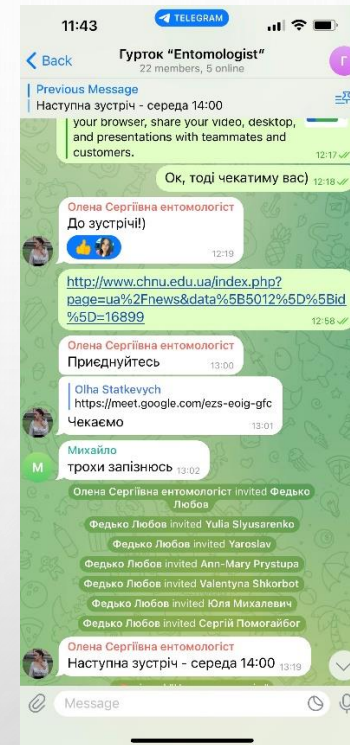 11:43
TELEGRAM
Back
Гурток “Entomologist”
22 members, 5 online
Г
Previous Message
Наступна зустріч - середа 14:00
your browser, share your video, desktop,
and presentations with teammates and
customers.
12:17
Ок, тоді чекатиму вас)
12:18
Олена Сергіївна ентомологіст
До зустрічі!)
12:19
http://www.chnu.edu.ua/index.php?
page=ua%2Fnews&data%5B5012%5D%5Bid
%5D=16899
12:58
Олена Сергіївна ентомологіст
Приєднуйтесь
13:00
Olha Statkevych
https://meet.google.com/ezs-eoig-gfc
Чекаємо
13:01
М
Михайло
трохи запізнюсь
13:02
Олена Сергіївна ентомологіст invited Федько
Любов
Федько Любов invited Yulia Slyusarenko
Федько Любов invited Yaroslav
Федько Любов invited Ann-Mary Prystupa
Федько Любов invited Valentyna Shkorbot
Федько Любов invited Юля Михалевич
Федько Любов invited Сергій Помогайбог
Олена Сергіївна ентомологіст
Наступна зустріч - середа 14:00
13:19
Message